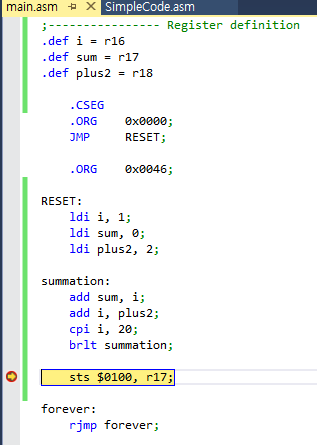 main.asm SimpleCode.asm
;---------------- Register definition
.def i = r16
.def sum = r17
.def plus2 = r18
.CSEG
.ORG 0x0000;
JMP RESET;
.ORG 0x0046;
RESET:
ldi i, 1;
ldi sum, 0;
ldi plus2, 2;
summation:
add sum, i;
add i, plus2;
cpi i, 20;
brlt summation;
sts $0100, r17;
forever:
rjmp forever;